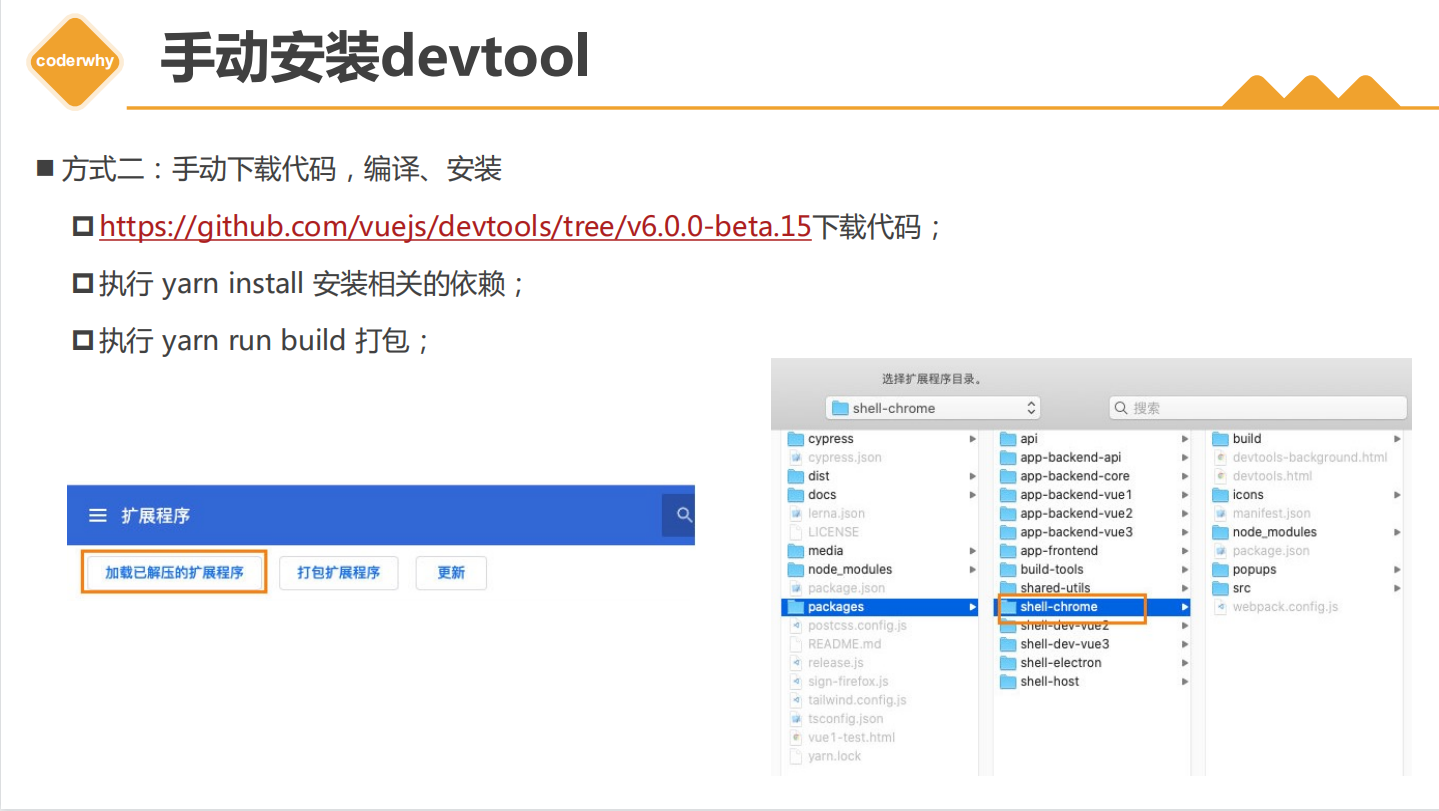 coderwhy
手动安装devtool
方式二：手动下载代码，编译、安装
https://github.com/vuejs/devtools/tree/v6.0.0-beta.15下载代码；
执行 yarn install 安装相关的依赖；
执行 yarn run build 打包；
扩展程序
加载已解压的扩展程序
打包扩展程序
更新
选择扩展程序目录。
shell-chrome
搜索
cypress
cypress.json
dist
docs
lerna.json
LICENSE
media
node_modules
package.json
packages
postcss.config.js
README.md
release.js
sign-firefox.js
tailwind.config.js
tsconfig.json
vue1-test.html
yarn.lock
api
app-backend-api
app-backend-core
app-backend-vue1
app-backend-vue2
app-backend-vue3
app-frontend
build-tools
shared-utils
shell-chrome
shell-dev-vue2
shell-dev-vue3
shell-electron
shell-host
build
devtools-background.html
devtools.html
icons
manifest.json
node_modules
package.json
popups
src
webpack.config.js